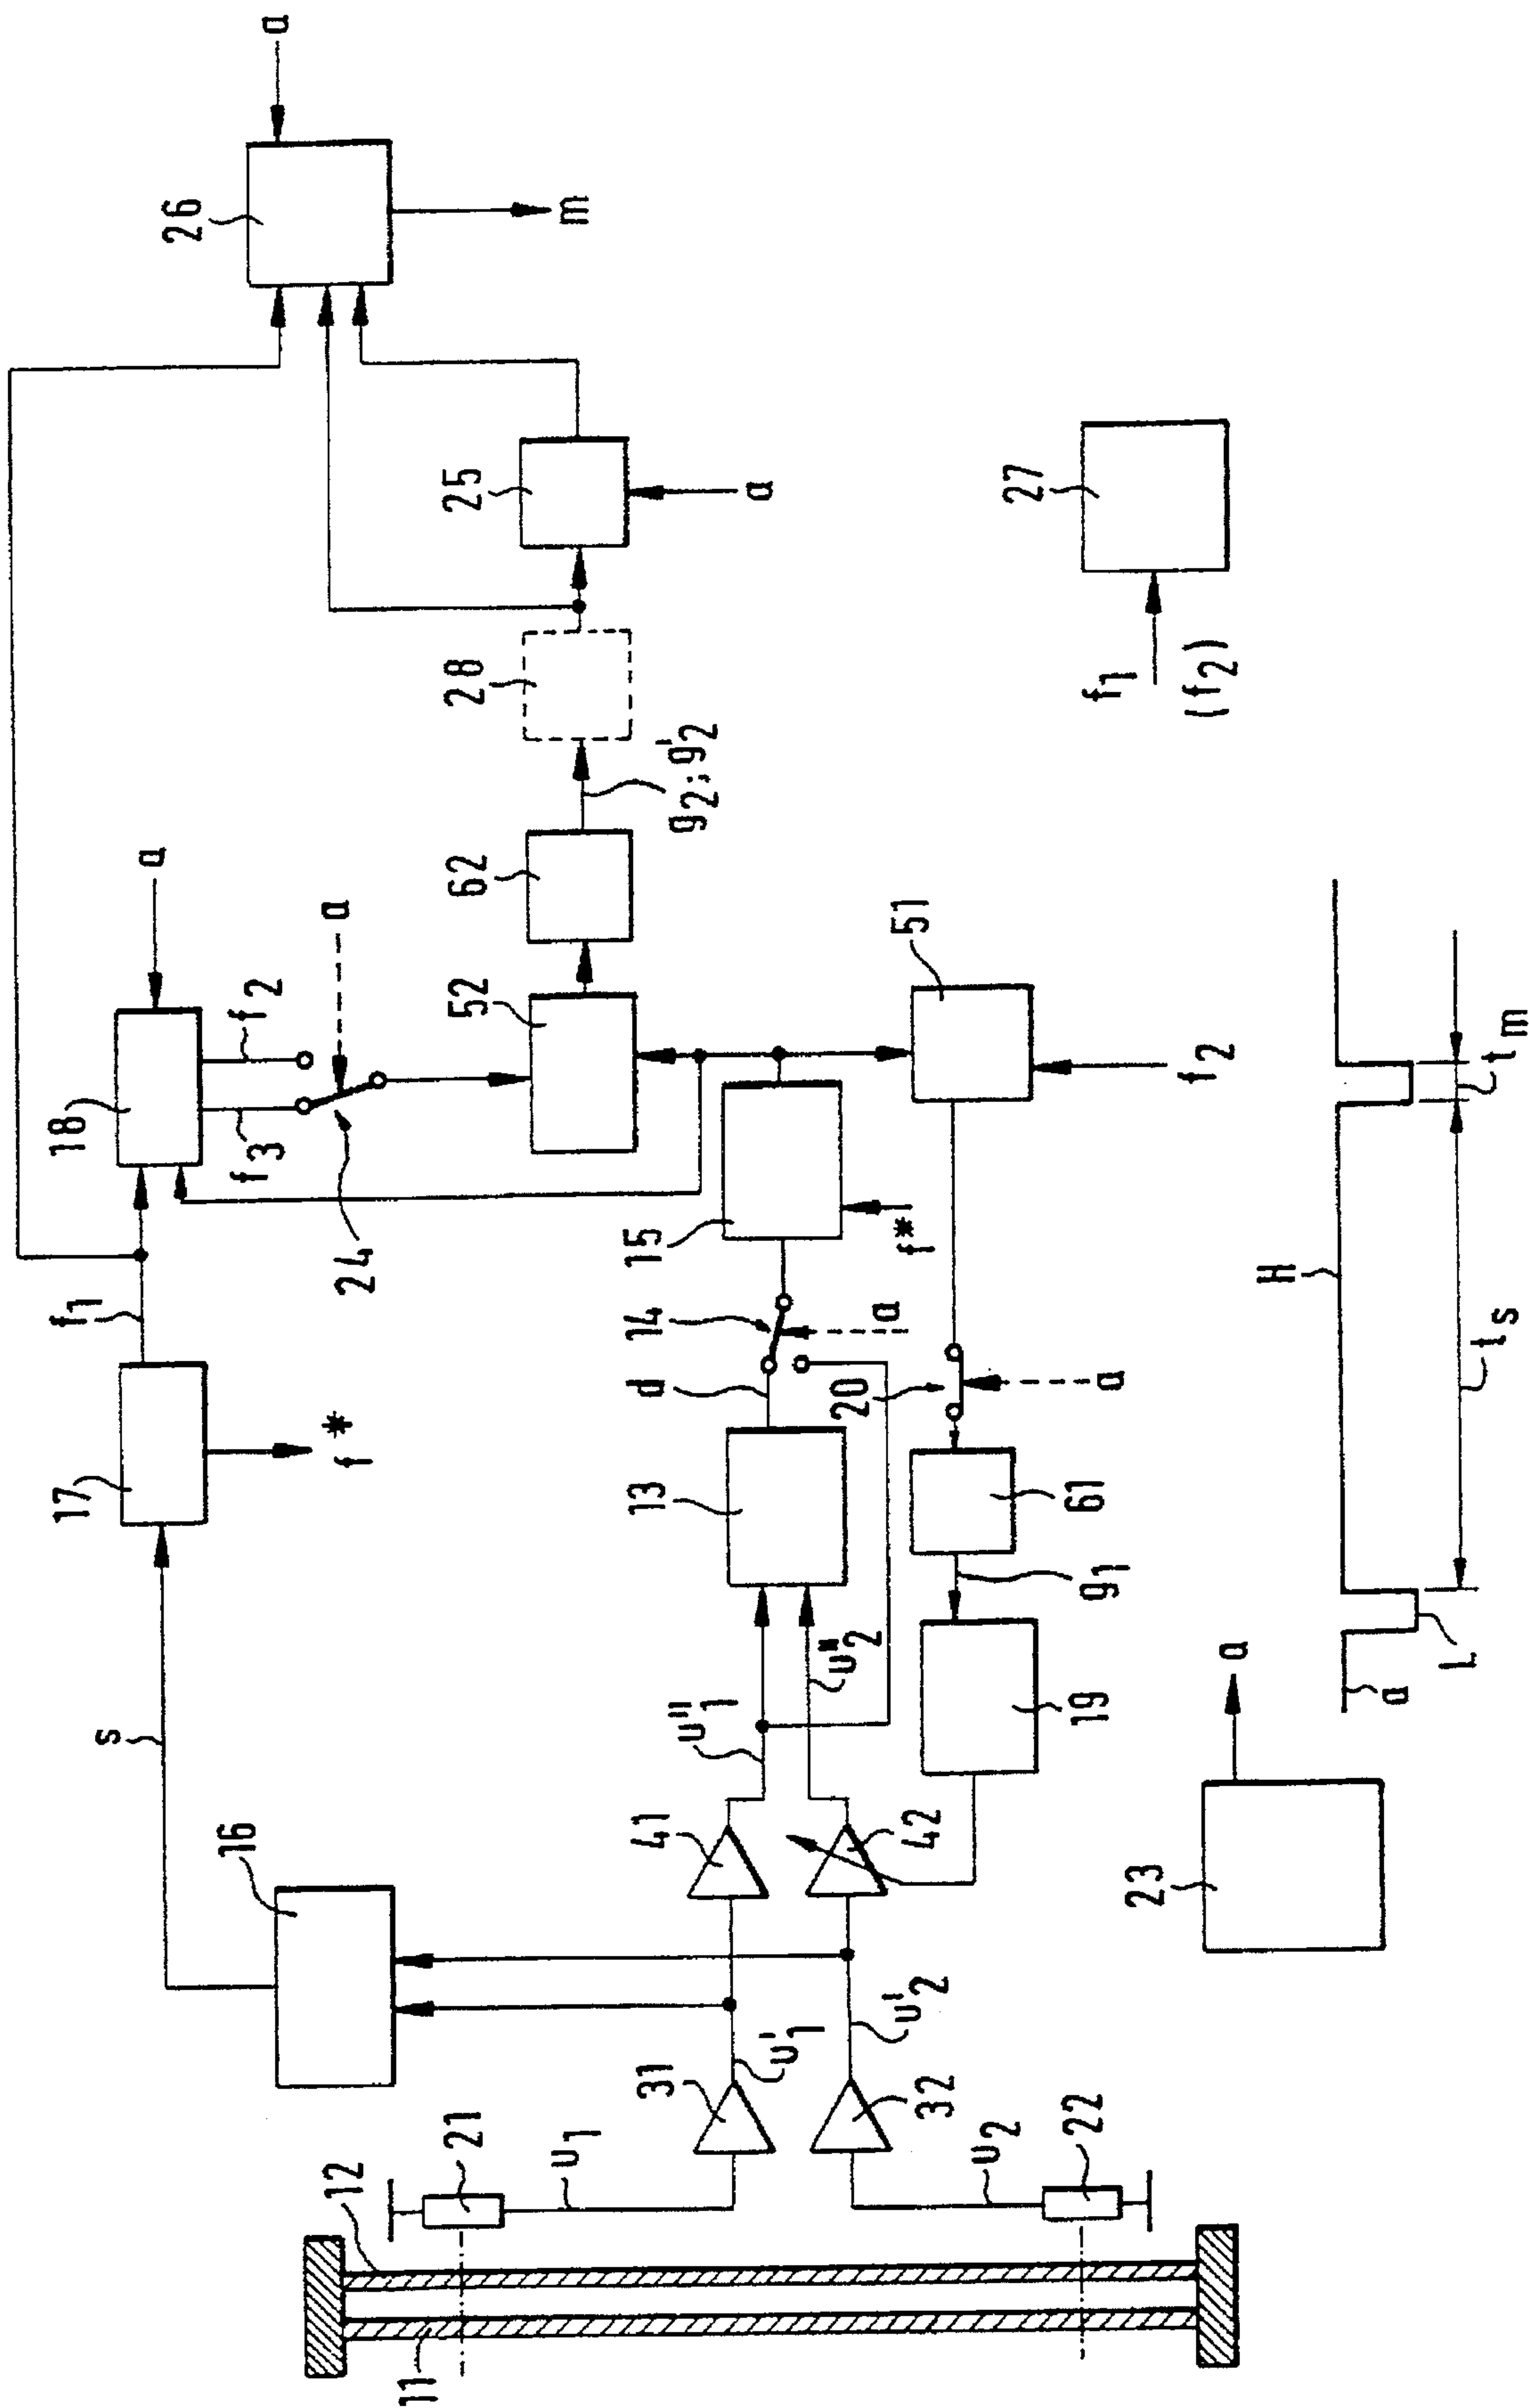 a
26
m
25
a
27
f1
(f2)
28
g2; g'2
62
a
18
f2
f3
24
a
52
51
f2
15
f*
14
a
d
20
a
61
g1
19
13
f1
17
f*
s
16
41
42
u"1
u"2
31
32
u'1
u'2
21
22
u1
u2
12
11
23
a
a
L
H
ts
tm